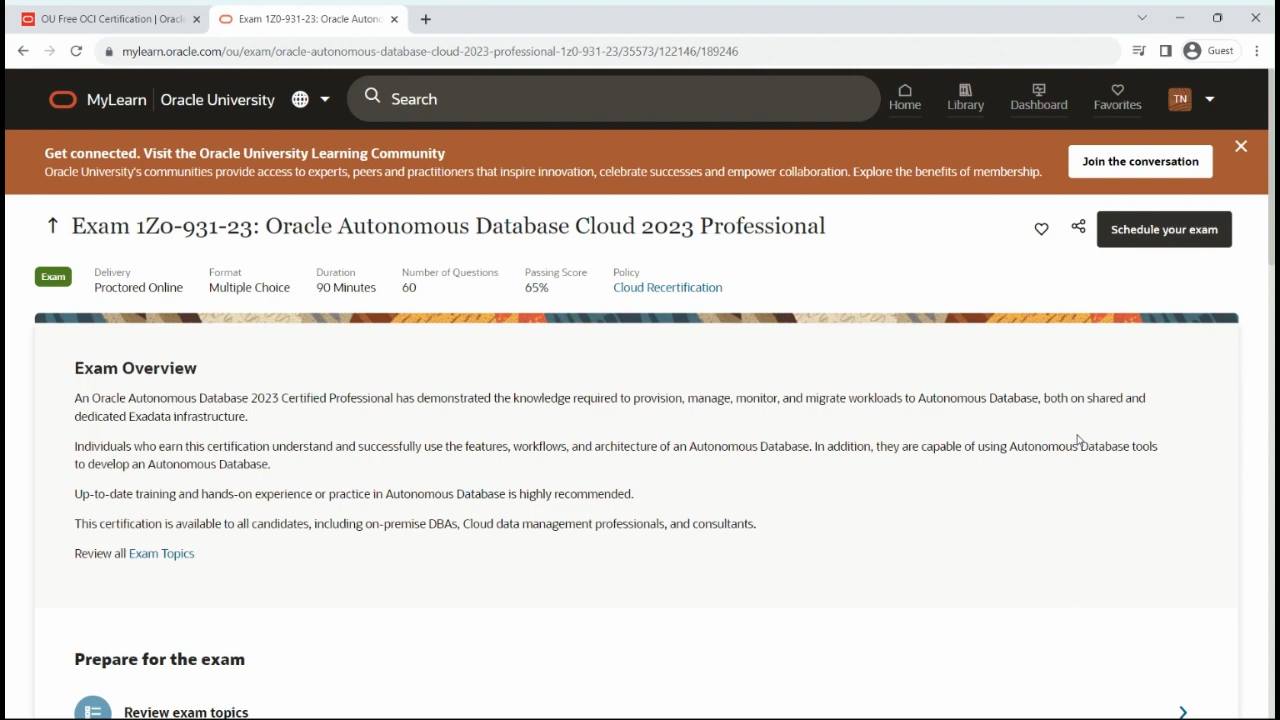 OU Free OCI Certification | Oracle
Exam 1Z0-931-23: Oracle Auton
mylearn.oracle.com/ou/exam/oracle-autonomous-database-cloud-2023-professional-1z0-931-23/35573/122146/189246
Guest
MyLearn Oracle University
Search
Home
Library
Dashboard
Favorites
TN
Get connected. Visit the Oracle University Learning Community
Oracle University's communities provide access to experts, peers and practitioners that inspire innovation, celebrate successes and empower collaboration. Explore the benefits of membership.
Join the conversation
Exam 1Z0-931-23: Oracle Autonomous Database Cloud 2023 Professional
Schedule your exam
Exam
Delivery
Proctored Online
Format
Multiple Choice
Duration
90 Minutes
Number of Questions
60
Passing Score
65%
Policy
Cloud Recertification
Exam Overview
An Oracle Autonomous Database 2023 Certified Professional has demonstrated the knowledge required to provision, manage, monitor, and migrate workloads to Autonomous Database, both on shared and
dedicated Exadata infrastructure.
Individuals who earn this certification understand and successfully use the features, workflows, and architecture of an Autonomous Database. In addition, they are capable of using Autonomous Database tools
to develop an Autonomous Database.
Up-to-date training and hands-on experience or practice in Autonomous Database is highly recommended.
This certification is available to all candidates, including on-premise DBAs, Cloud data management professionals, and consultants.
Review all Exam Topics
Prepare for the exam
Review exam topics